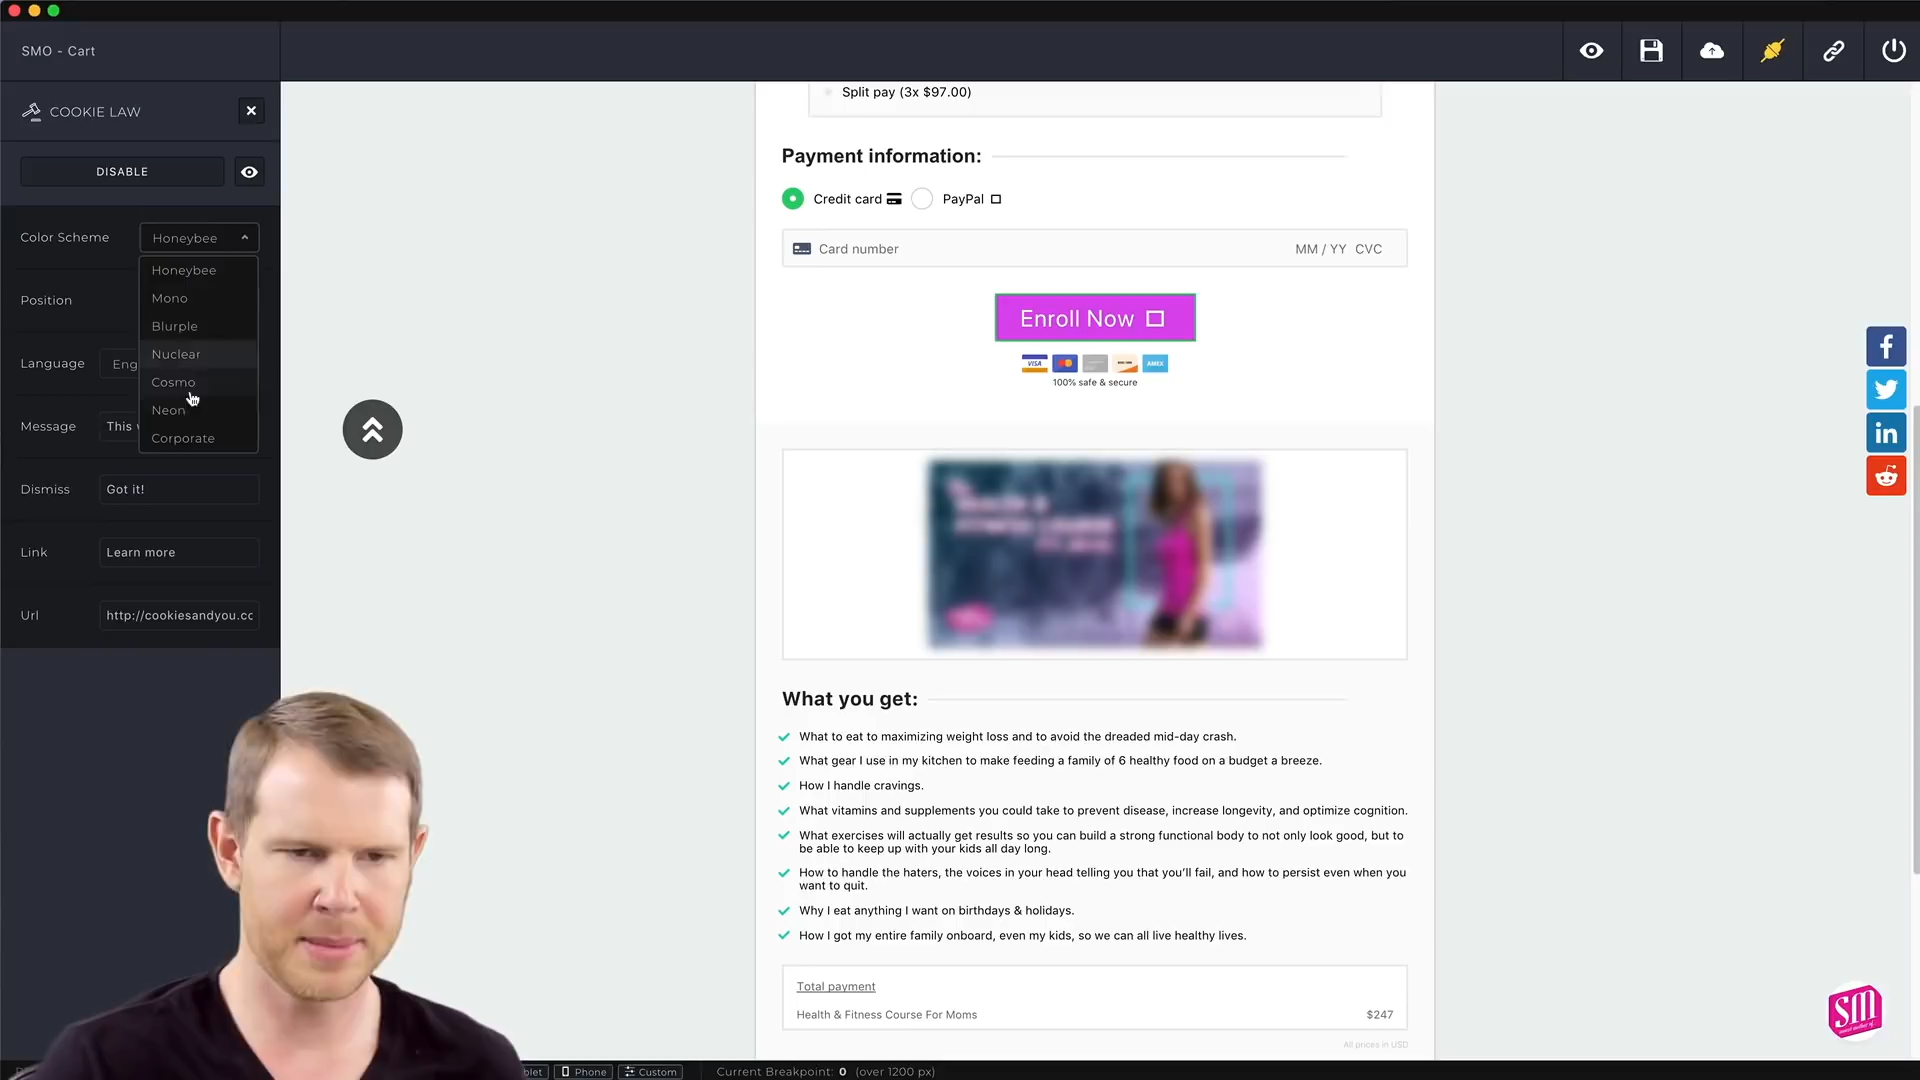 SMO - Cart
COOKIE LAW
DISABLE
Color Scheme
Honeybee
Honeybee
Mono
Blurple
Nuclear
Cosmo
Neon
Corporate
Position
Language
Eng
Message
This
Dismiss
Got it!
Link
Learn more
Url
http://cookiesandyou.cc
Split pay (3x $97.00)
Payment information:
Credit card
PayPal
Card number
MM / YY CVC
Enroll Now
VISA
AMEX
100% safe & secure
What you get:
What to eat to maximizing weight loss and to avoid the dreaded mid-day crash.
What gear I use in my kitchen to make feeding a family of 6 healthy food on a budget a breeze.
How I handle cravings.
What vitamins and supplements you could take to prevent disease, increase longevity, and optimize cognition.
What exercises will actually get results so you can build a strong functional body to not only look good, but to
be able to keep up with your kids all day long.
How to handle the haters, the voices in your head telling you that you'll fail, and how to persist even when you
want to quit.
Why I eat anything I want on birthdays & holidays.
How I got my entire family onboard, even my kids, so we can all live healthy lives.
Total payment
Health & Fitness Course For Moms $247
All prices in USD
sm
blet
Phone
Custom
Current Breakpoint: 0 (over 1200 px)